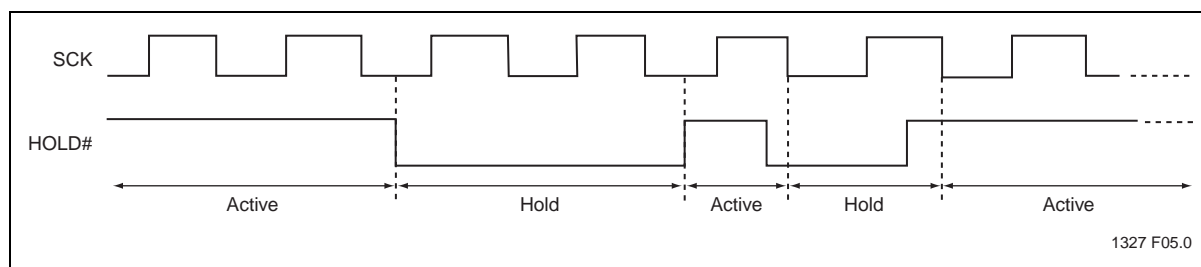 SCK
HOLD#
Active
Hold
Active
Hold
Active
1327 F05.0